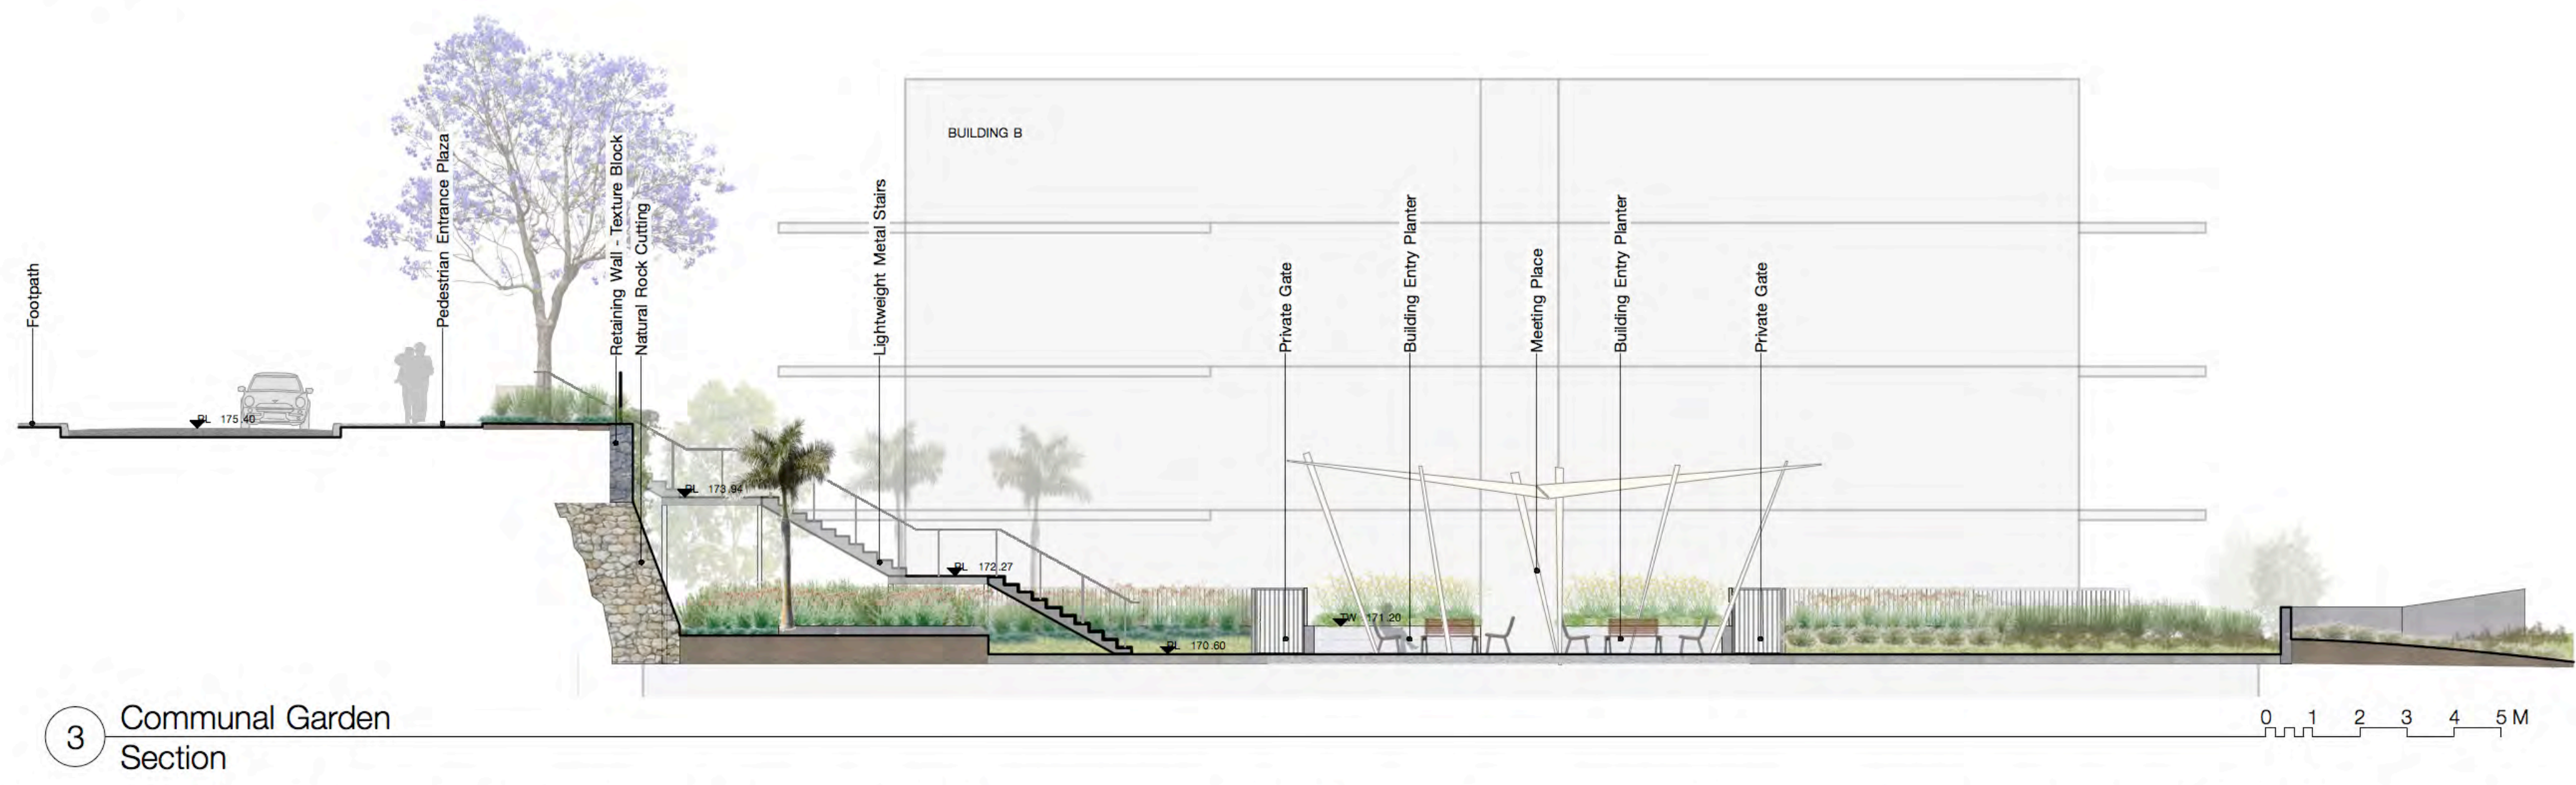 BUILDING B
Footpath
Pedestrian Entrance Plaza
Retaining Wall - Texture Block
Natural Rock Cutting
Lightweight Metal Stairs
Private Gate
Building Entry Planter
Meeting Place
Building Entry Planter
Private Gate
RL 175.40
RL 173.94
RL 172.27
TW 171.20
RL 170.60
3
Communal Garden
Section
0 1 2 3 4 5 M